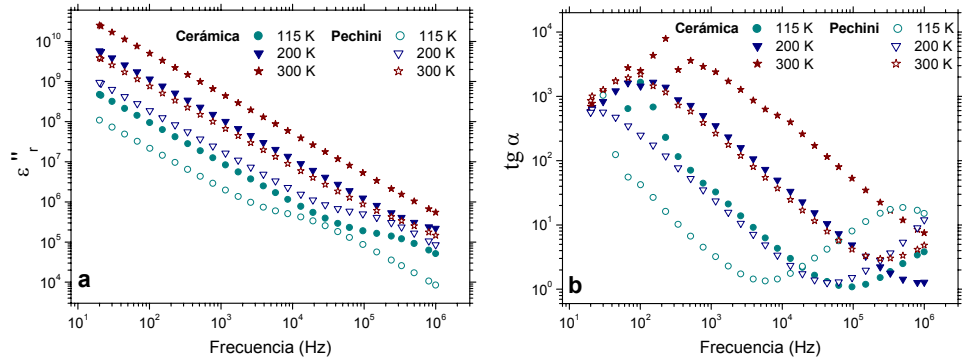 Cerámica 115 K Pechini 115 K
200 K 200 K
300 K 300 K
10^10
10^9
10^8
10^7
10^6
10^5
10^4
ε''r
a
10^1 10^2 10^3 10^4 10^5 10^6
Frecuencia (Hz)
Cerámica Pechini 115 K
115 K 200 K
200 K 300 K
300 K
10^4
10^3
10^2
10^1
10^0
tg α
b
10^1 10^2 10^3 10^4 10^5 10^6
Frecuencia (Hz)